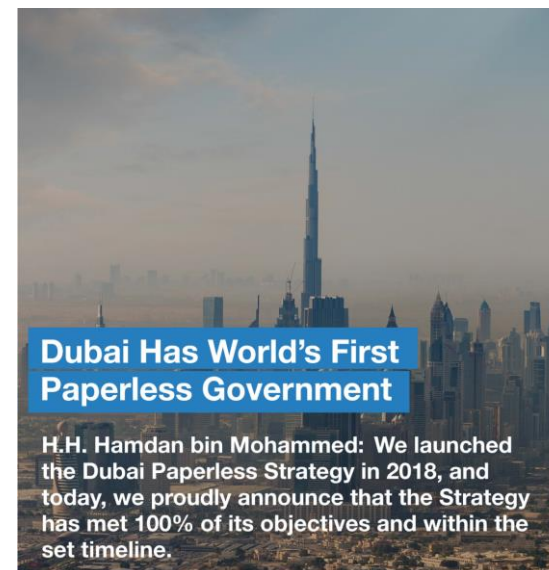 Dubai Has World's First
Paperless Government
H.H. Hamdan bin Mohammed: We launched
the Dubai Paperless Strategy in 2018, and
today, we proudly announce that the Strategy
has met 100% of its objectives and within the
set timeline.